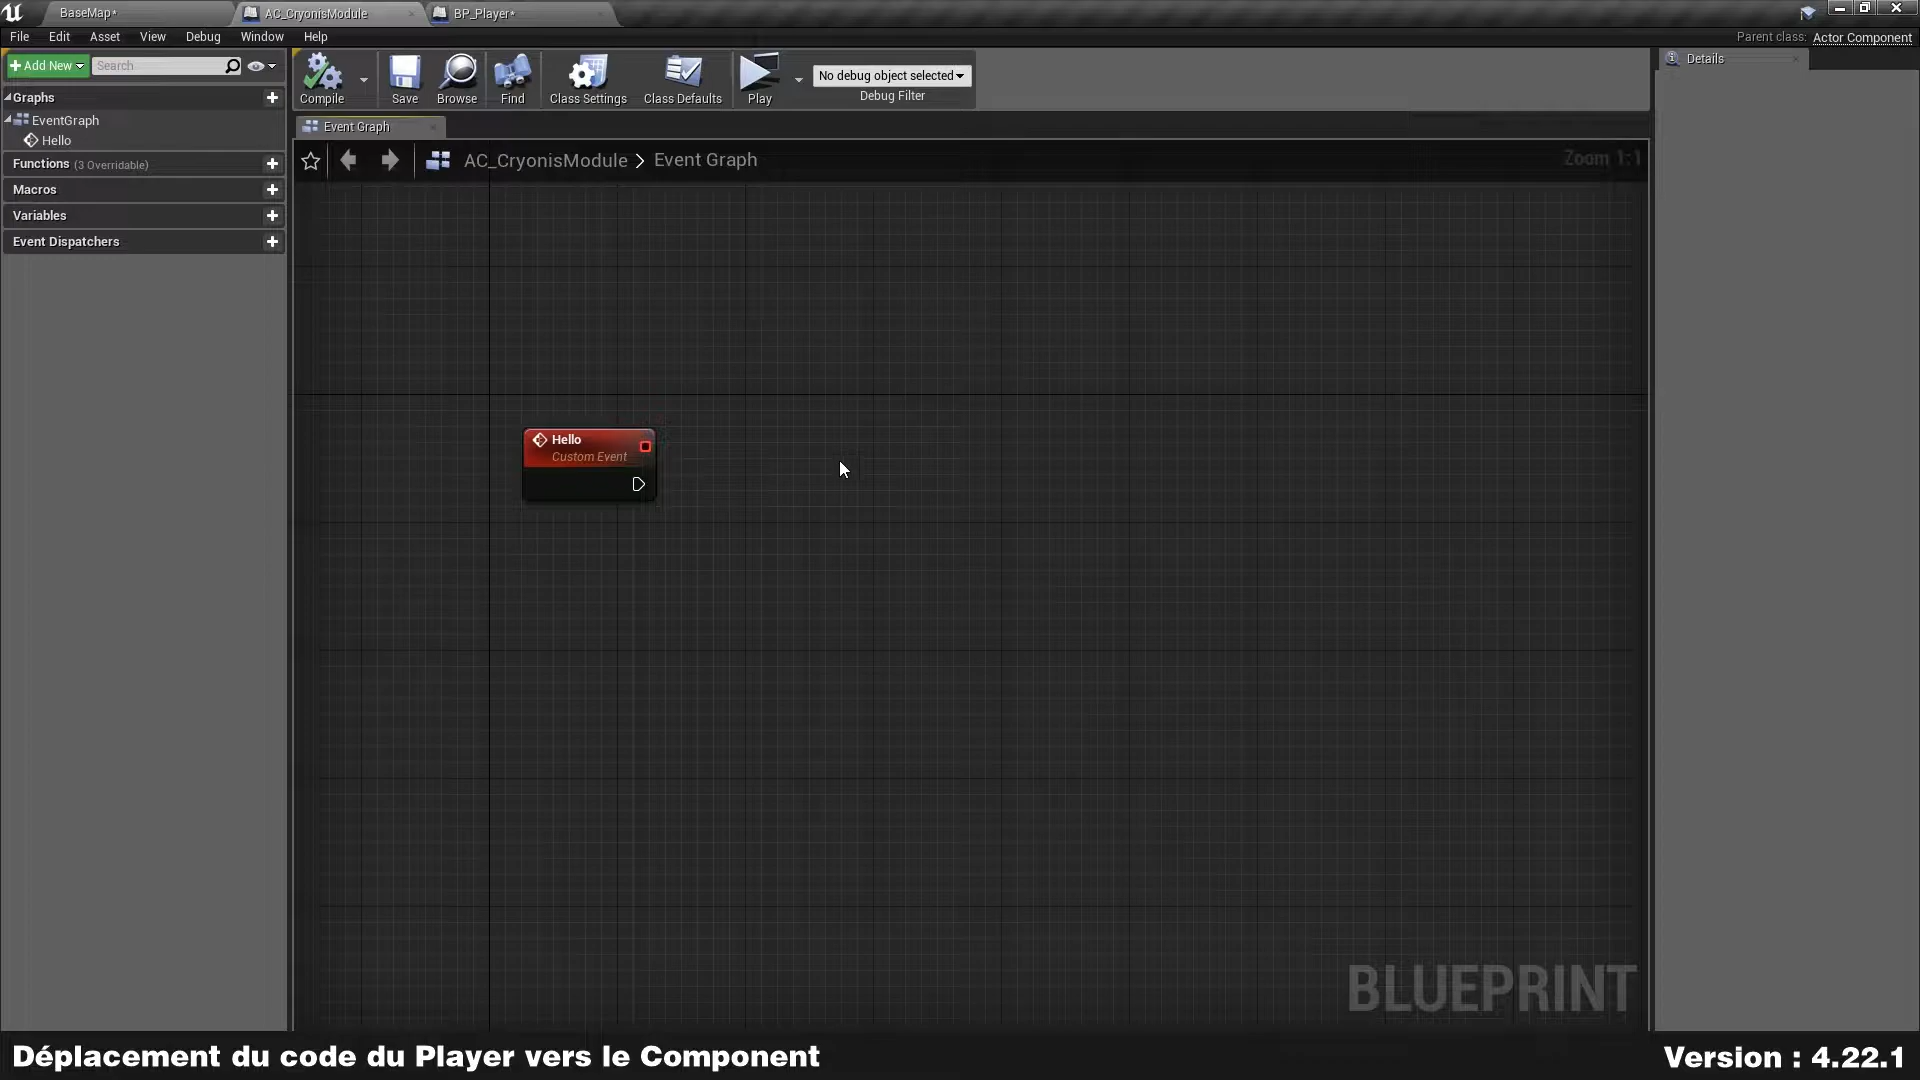 BaseMap*
AC_CryonisModule
BP_Player*
File Edit Asset View Debug Window Help
Parent class: Actor Component
Add New
Search
Compile
Save
Browse
Find
Class Settings
Class Defaults
Play
No debug object selected
Debug Filter
Details
Graphs
EventGraph
Hello
Functions (3 Overridable)
Macros
Variables
Event Dispatchers
Event Graph
AC_CryonisModule > Event Graph
Zoom 1:1
Hello
Custom Event
BLUEPRINT
Déplacement du code du Player vers le Component
Version : 4.22.1